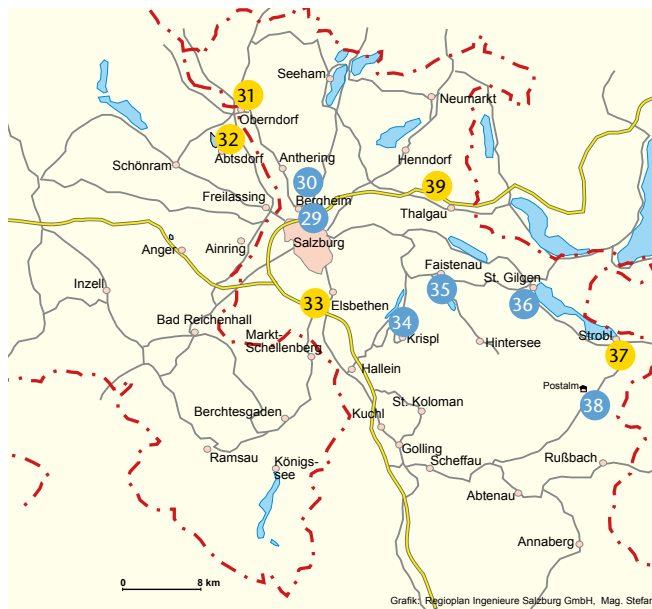 Seeham
31
Neumarkt
Oberndorf
32
Abtsdorf
Anthering
Henndorf
Schönram
30
39
Freilassing
Bergheim
29
Thalgau
Salzburg
Anger
Ainring
Faistenau
St. Gilgen
Inzell
35
36
33
Elsbethen
34
Bad Reichenhall
Krispl
Hintersee
Strobl
Markt-
Schellenberg
37
Hallein
Postalm
38
St. Koloman
Berchtesgaden
Kuchl
Golling
Ramsau
Königs-
see
Scheffau
Rußbach
Abtenau
Annaberg
0 8 km
Grafik: Regioplan Ingenieure Salzburg GmbH, Mag. Stefan